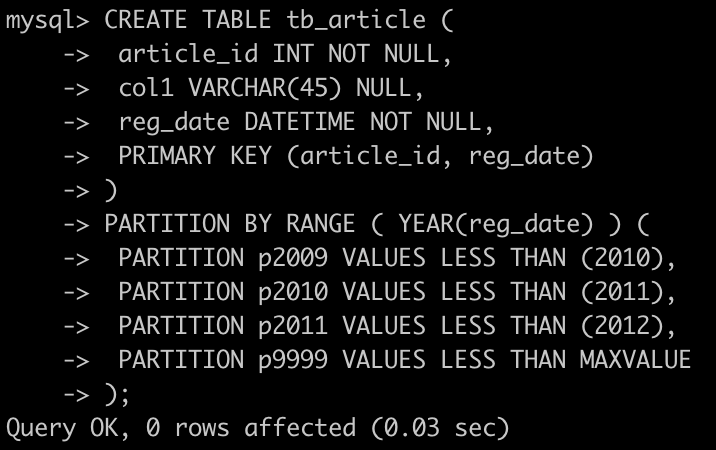 mysql> CREATE TABLE tb_article (
    ->  article_id INT NOT NULL,
    ->  col1 VARCHAR(45) NULL,
    ->  reg_date DATETIME NOT NULL,
    ->  PRIMARY KEY (article_id, reg_date)
    -> )
    -> PARTITION BY RANGE ( YEAR(reg_date) ) (
    ->  PARTITION p2009 VALUES LESS THAN (2010),
    ->  PARTITION p2010 VALUES LESS THAN (2011),
    ->  PARTITION p2011 VALUES LESS THAN (2012),
    ->  PARTITION p9999 VALUES LESS THAN MAXVALUE
    -> );
Query OK, 0 rows affected (0.03 sec)